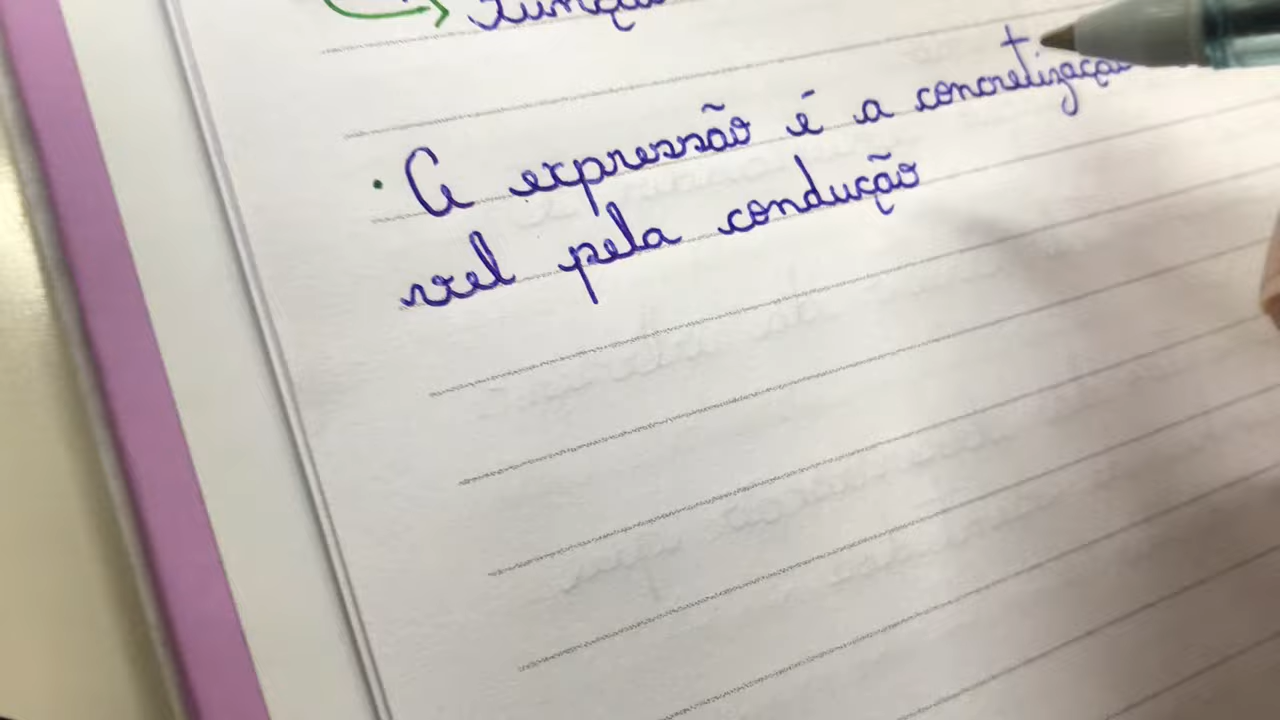 • A expressão é a concretização
vel pela condução